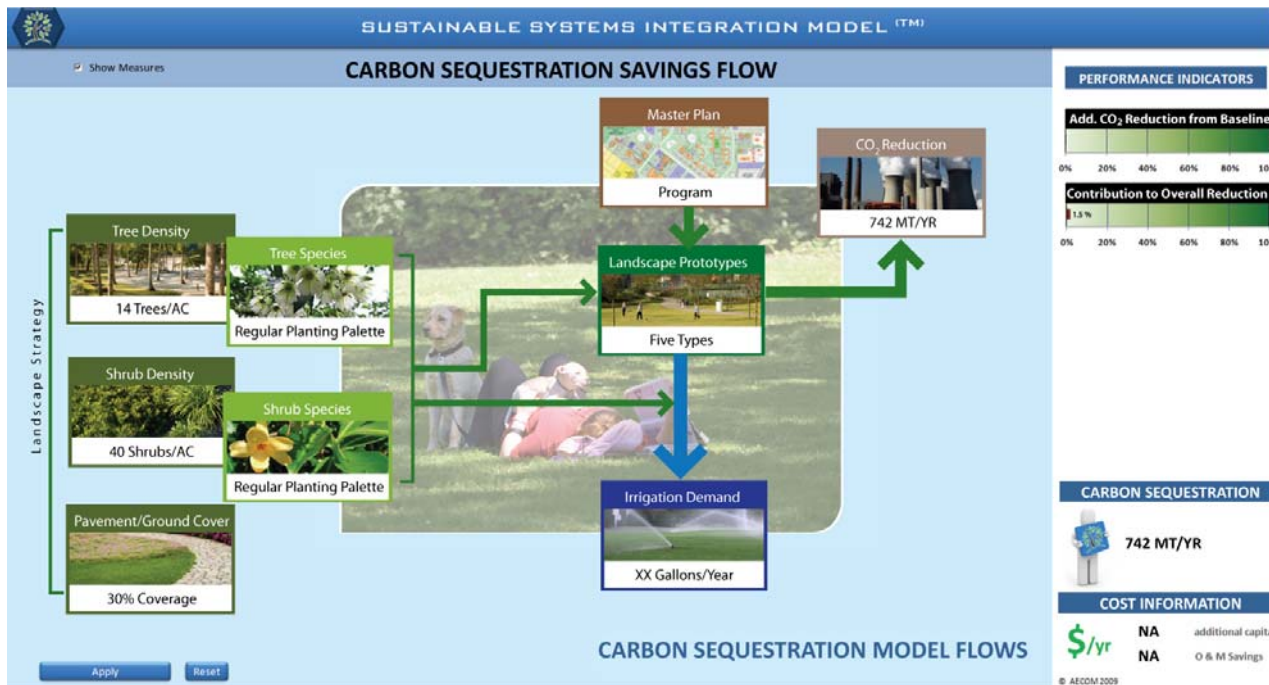 SUSTAINABLE SYSTEMS INTEGRATION MODEL (TM)
Show Measures
CARBON SEQUESTRATION SAVINGS FLOW
Master Plan
Program
CO2 Reduction
742 MT/YR
Landscape Strategy
Tree Density
14 Trees/AC
Tree Species
Regular Planting Palette
Landscape Prototypes
Five Types
Shrub Density
40 Shrubs/AC
Shrub Species
Regular Planting Palette
Pavement/Ground Cover
30% Coverage
Irrigation Demand
XX Gallons/Year
CARBON SEQUESTRATION MODEL FLOWS
Apply
Reset
PERFORMANCE INDICATORS
Add. CO2 Reduction from Baseline
0% 20% 40% 60% 80% 10
Contribution to Overall Reduction
1.5 %
0% 20% 40% 60% 80% 10
CARBON SEQUESTRATION
742 MT/YR
COST INFORMATION
$/yr
NA additional capit
NA O & M Savings
© AECOM 2009